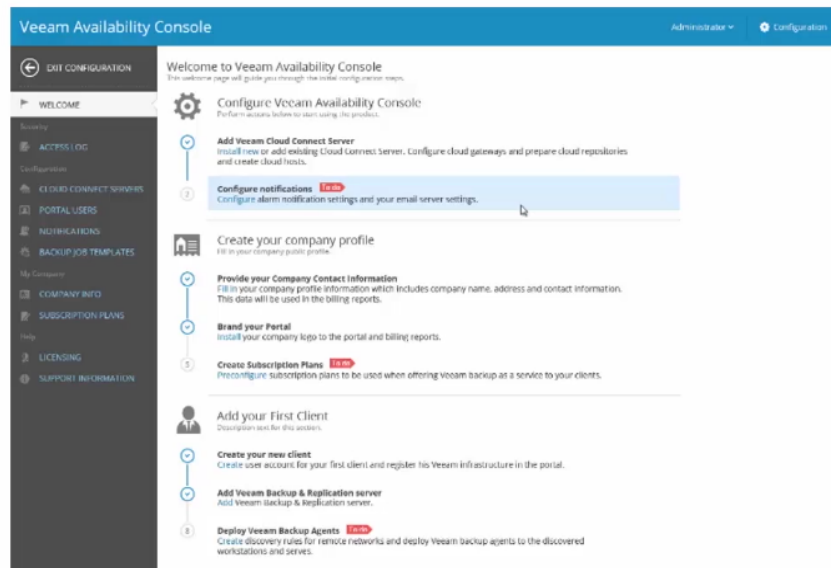 Veeam Availability Console
Administrator
Configuration
EXIT CONFIGURATION
WELCOME
Security
ACCESS LOG
Configuration
CLOUD CONNECT SERVERS
PORTAL USERS
NOTIFICATIONS
BACKUP JOB TEMPLATES
My Company
COMPANY INFO
SUBSCRIPTION PLANS
Help
LICENSING
SUPPORT INFORMATION
Welcome to Veeam Availability Console
This welcome page will guide you through the initial configuration steps.
Configure Veeam Availability Console
Perform actions below to start using the product.
Add Veeam Cloud Connect Server
Install new or add existing Cloud Connect Server. Configure cloud gateways and prepare cloud repositories
and create cloud hosts.
2
Configure notifications To do
Configure alarm notification settings and your email server settings.
Create your company profile
Fill in your company public profile.
Provide your Company Contact Information
Fill in your company profile information which includes company name, address and contact information.
This data will be used in the billing reports.
Brand your Portal
Install your company logo to the portal and billing reports.
Create Subscription Plans To do
Preconfigure subscription plans to be used when offering Veeam backup as a service to your clients.
Add your First Client
Description text for this section.
Create your new client
Create user account for your first client and register his Veeam infrastructure in the portal.
Add Veeam Backup & Replication server
Add Veeam Backup & Replication server.
Deploy Veeam Backup Agents To do
Create discovery rules for remote networks and deploy Veeam backup agents to the discovered
workstations and serves.